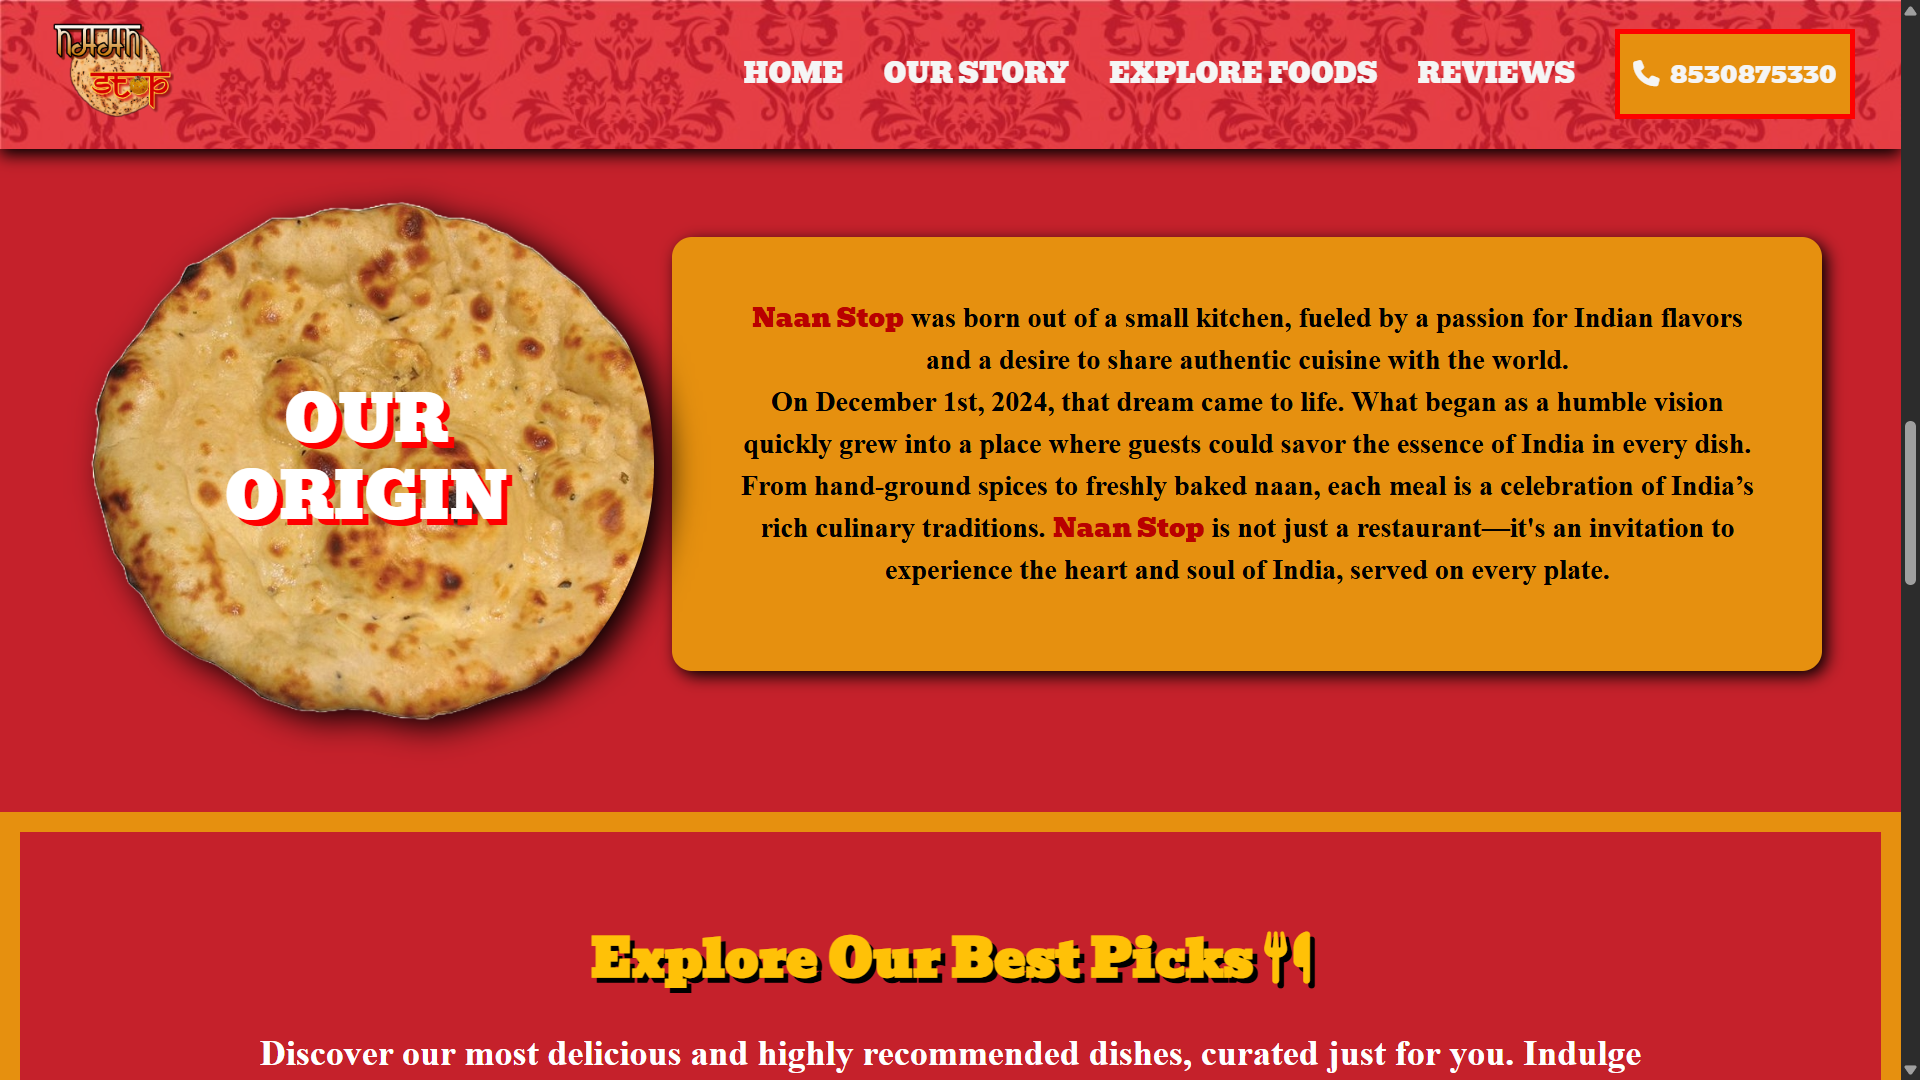 NAAN
STOP
HOME OUR STORY EXPLORE FOODS REVIEWS 8530875330
OUR
ORIGIN
Naan Stop was born out of a small kitchen, fueled by a passion for Indian flavors
and a desire to share authentic cuisine with the world.
On December 1st, 2024, that dream came to life. What began as a humble vision
quickly grew into a place where guests could savor the essence of India in every dish.
From hand-ground spices to freshly baked naan, each meal is a celebration of India’s
rich culinary traditions. Naan Stop is not just a restaurant—it's an invitation to
experience the heart and soul of India, served on every plate.
Explore Our Best Picks
Discover our most delicious and highly recommended dishes, curated just for you. Indulge